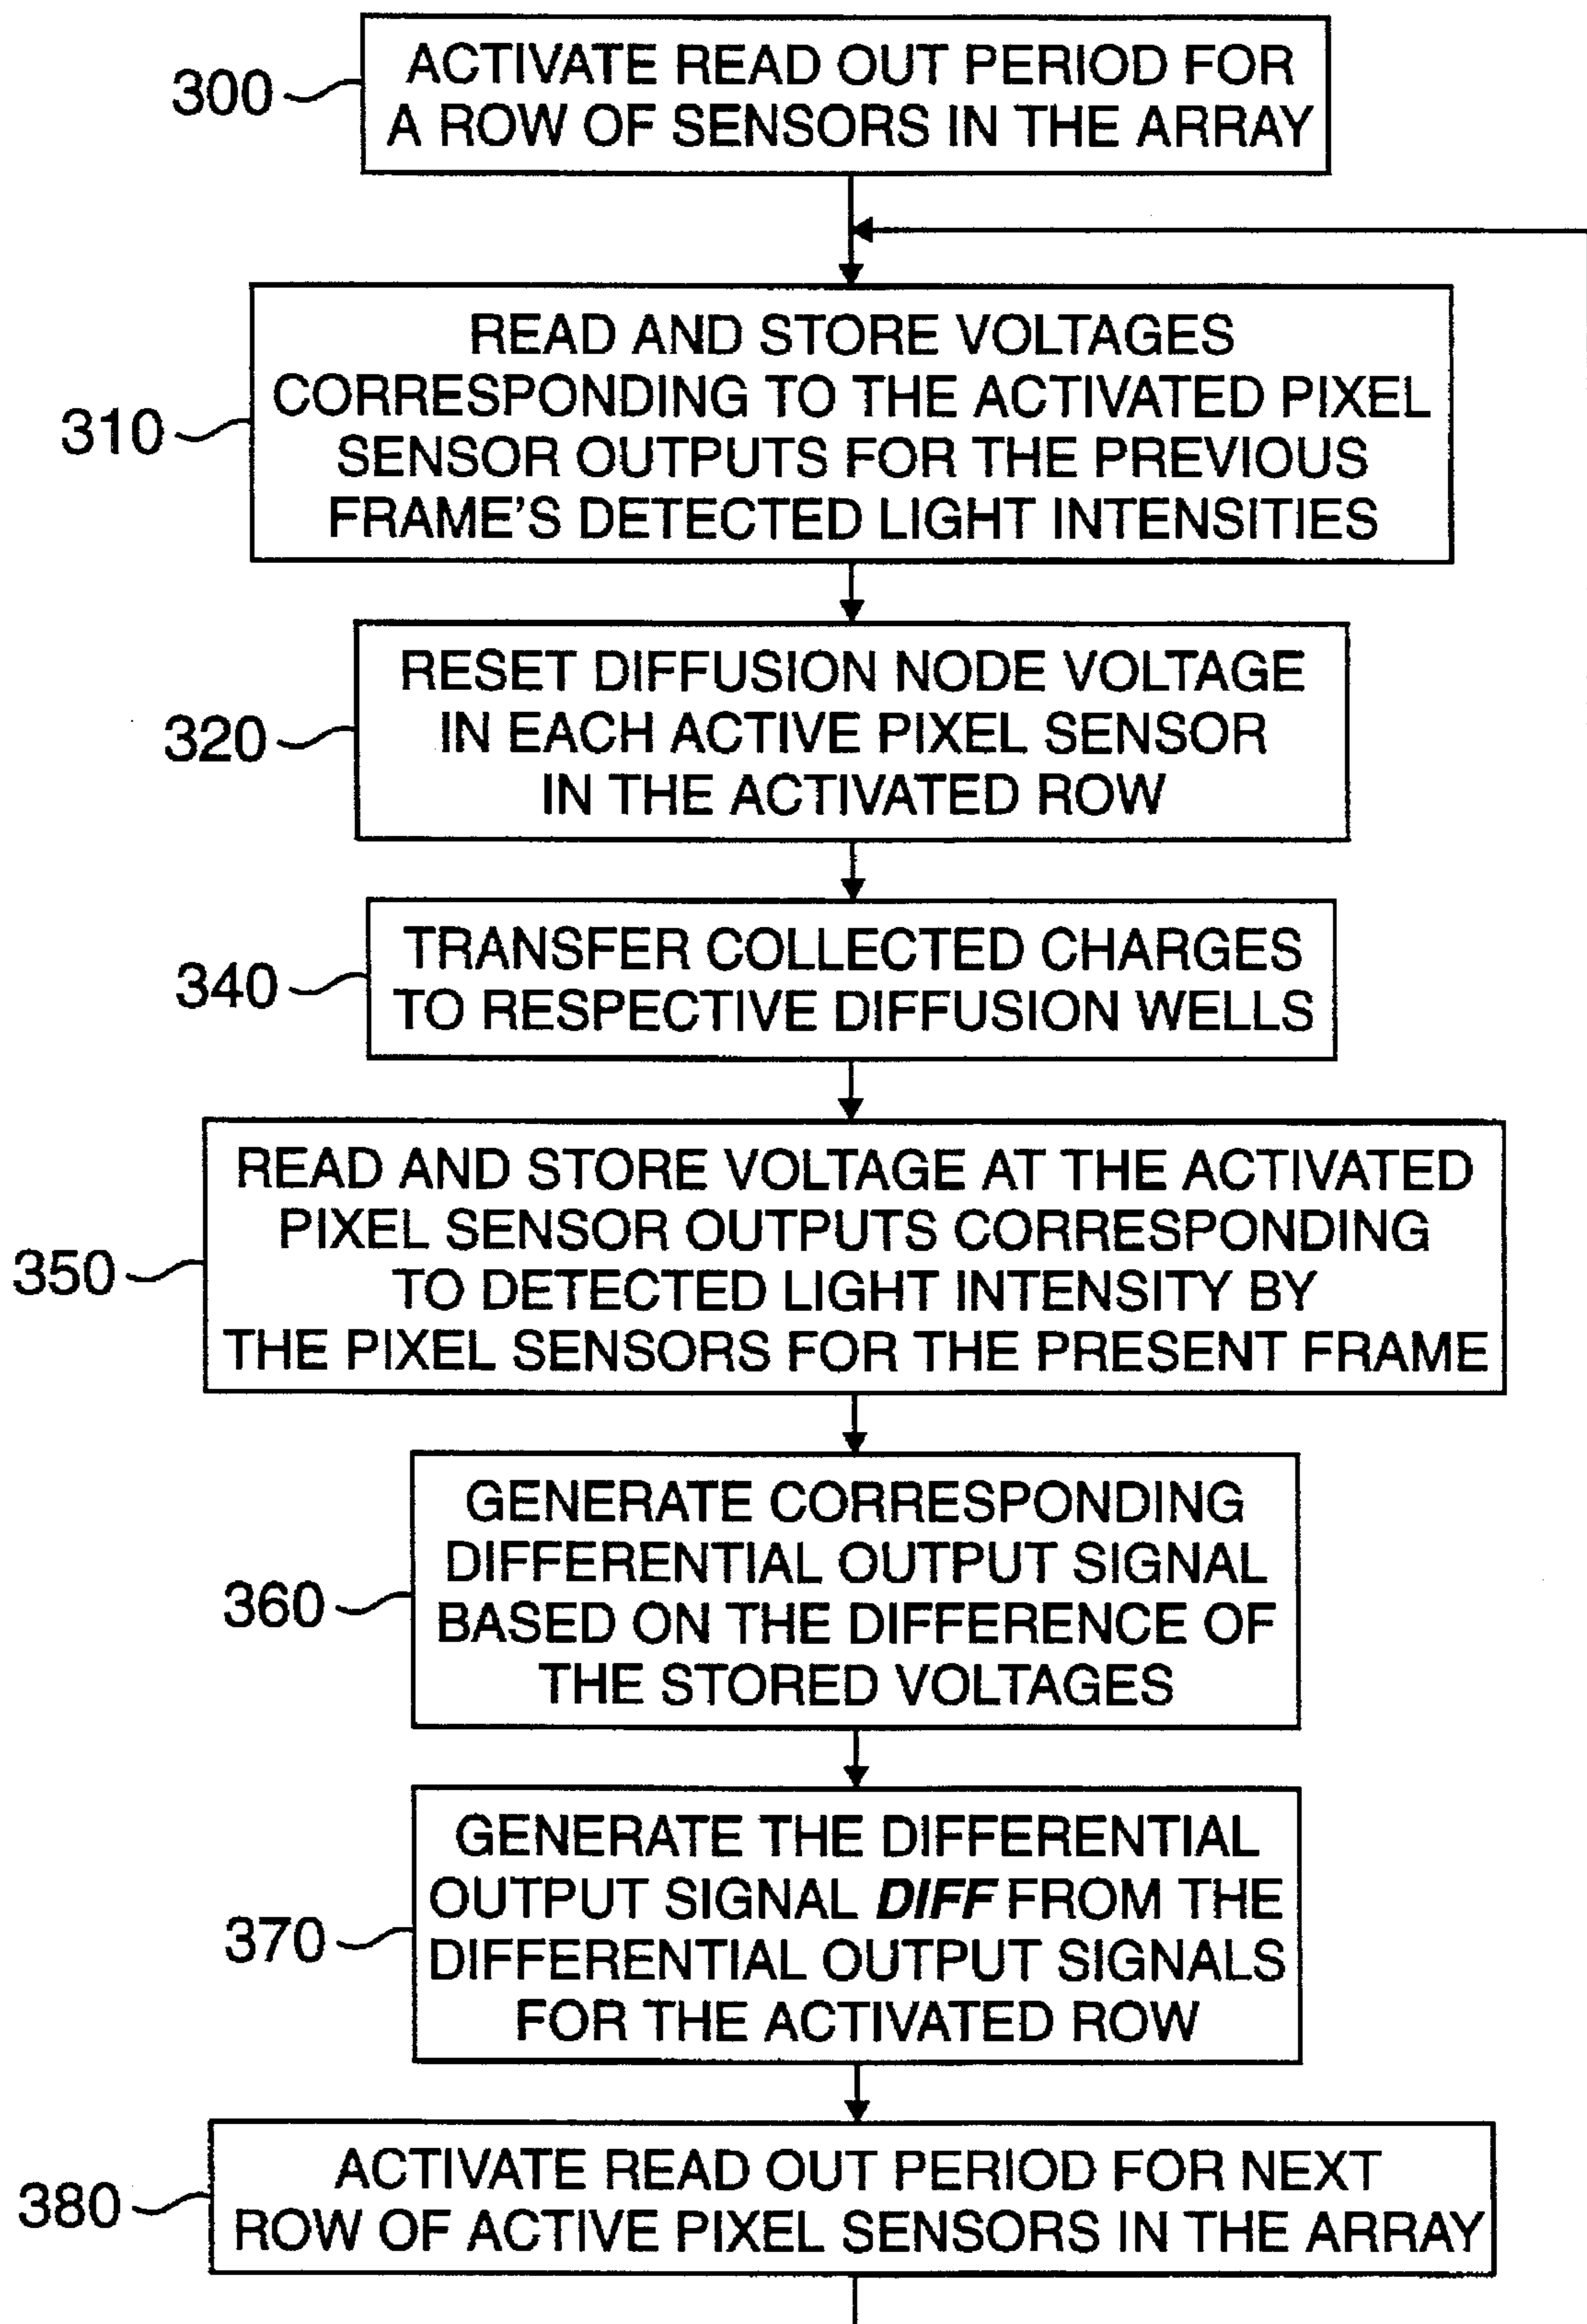 300
ACTIVATE READ OUT PERIOD FOR
A ROW OF SENSORS IN THE ARRAY
310
READ AND STORE VOLTAGES
CORRESPONDING TO THE ACTIVATED PIXEL
SENSOR OUTPUTS FOR THE PREVIOUS
FRAME'S DETECTED LIGHT INTENSITIES
320
RESET DIFFUSION NODE VOLTAGE
IN EACH ACTIVE PIXEL SENSOR
IN THE ACTIVATED ROW
340
TRANSFER COLLECTED CHARGES
TO RESPECTIVE DIFFUSION WELLS
350
READ AND STORE VOLTAGE AT THE ACTIVATED
PIXEL SENSOR OUTPUTS CORRESPONDING
TO DETECTED LIGHT INTENSITY BY
THE PIXEL SENSORS FOR THE PRESENT FRAME
360
GENERATE CORRESPONDING
DIFFERENTIAL OUTPUT SIGNAL
BASED ON THE DIFFERENCE OF
THE STORED VOLTAGES
370
GENERATE THE DIFFERENTIAL
OUTPUT SIGNAL DIFF FROM THE
DIFFERENTIAL OUTPUT SIGNALS
FOR THE ACTIVATED ROW
380
ACTIVATE READ OUT PERIOD FOR NEXT
ROW OF ACTIVE PIXEL SENSORS IN THE ARRAY